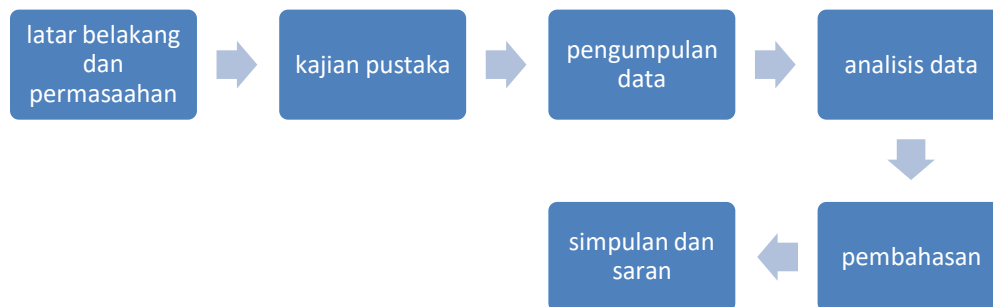 latar belakang
dan
permasaahan
kajian pustaka
pengumpulan
data
analisis data
pembahasan
simpulan dan
saran